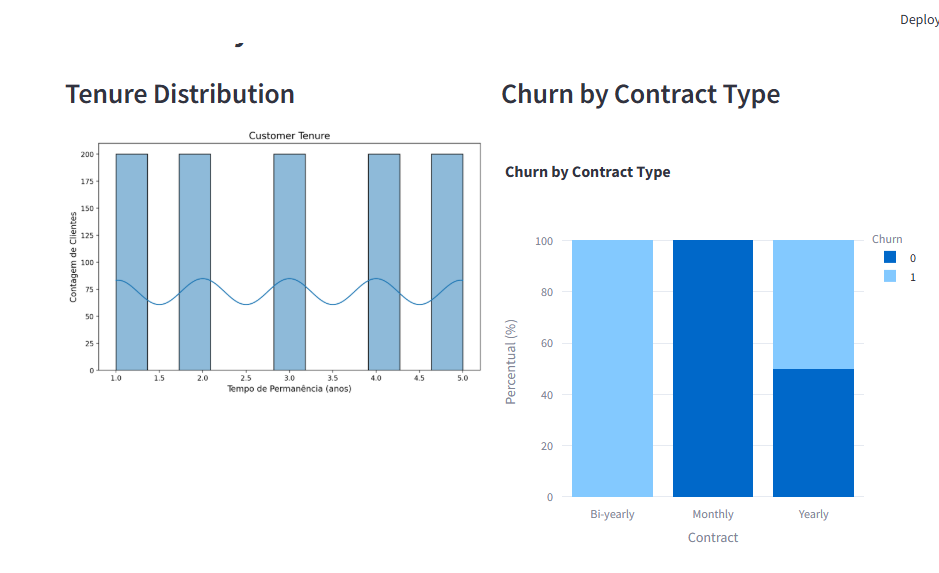 Deploy
Tenure Distribution
Customer Tenure
200
175
150
125
100
75
50
25
0
Contagem de Clientes
1.0 1.5 2.0 2.5 3.0 3.5 4.0 4.5 5.0
Tempo de Permanência (anos)
Churn by Contract Type
Churn by Contract Type
Churn
0
1
100
80
60
40
20
0
Percentual (%)
Bi-yearly Monthly Yearly
Contract